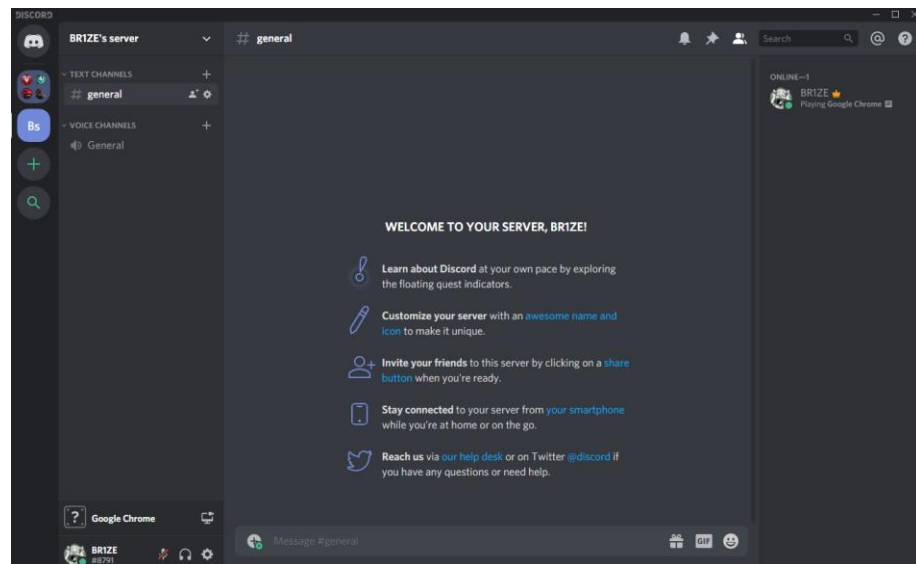 DISCORD
BR1ZE's server
general
Search
TEXT CHANNELS
general
VOICE CHANNELS
General
Bs
ONLINE—1
BR1ZE
Playing Google Chrome
WELCOME TO YOUR SERVER, BR1ZE!
Learn about Discord at your own pace by exploring
the floating quest indicators.
Customize your server with an awesome name and
icon to make it unique.
Invite your friends to this server by clicking on a share
button when you're ready.
Stay connected to your server from your smartphone
while you're at home or on the go.
Reach us via our help desk or on Twitter @discord if
you have any questions or need help.
Google Chrome
BR1ZE
#8791
Message #general
GIF